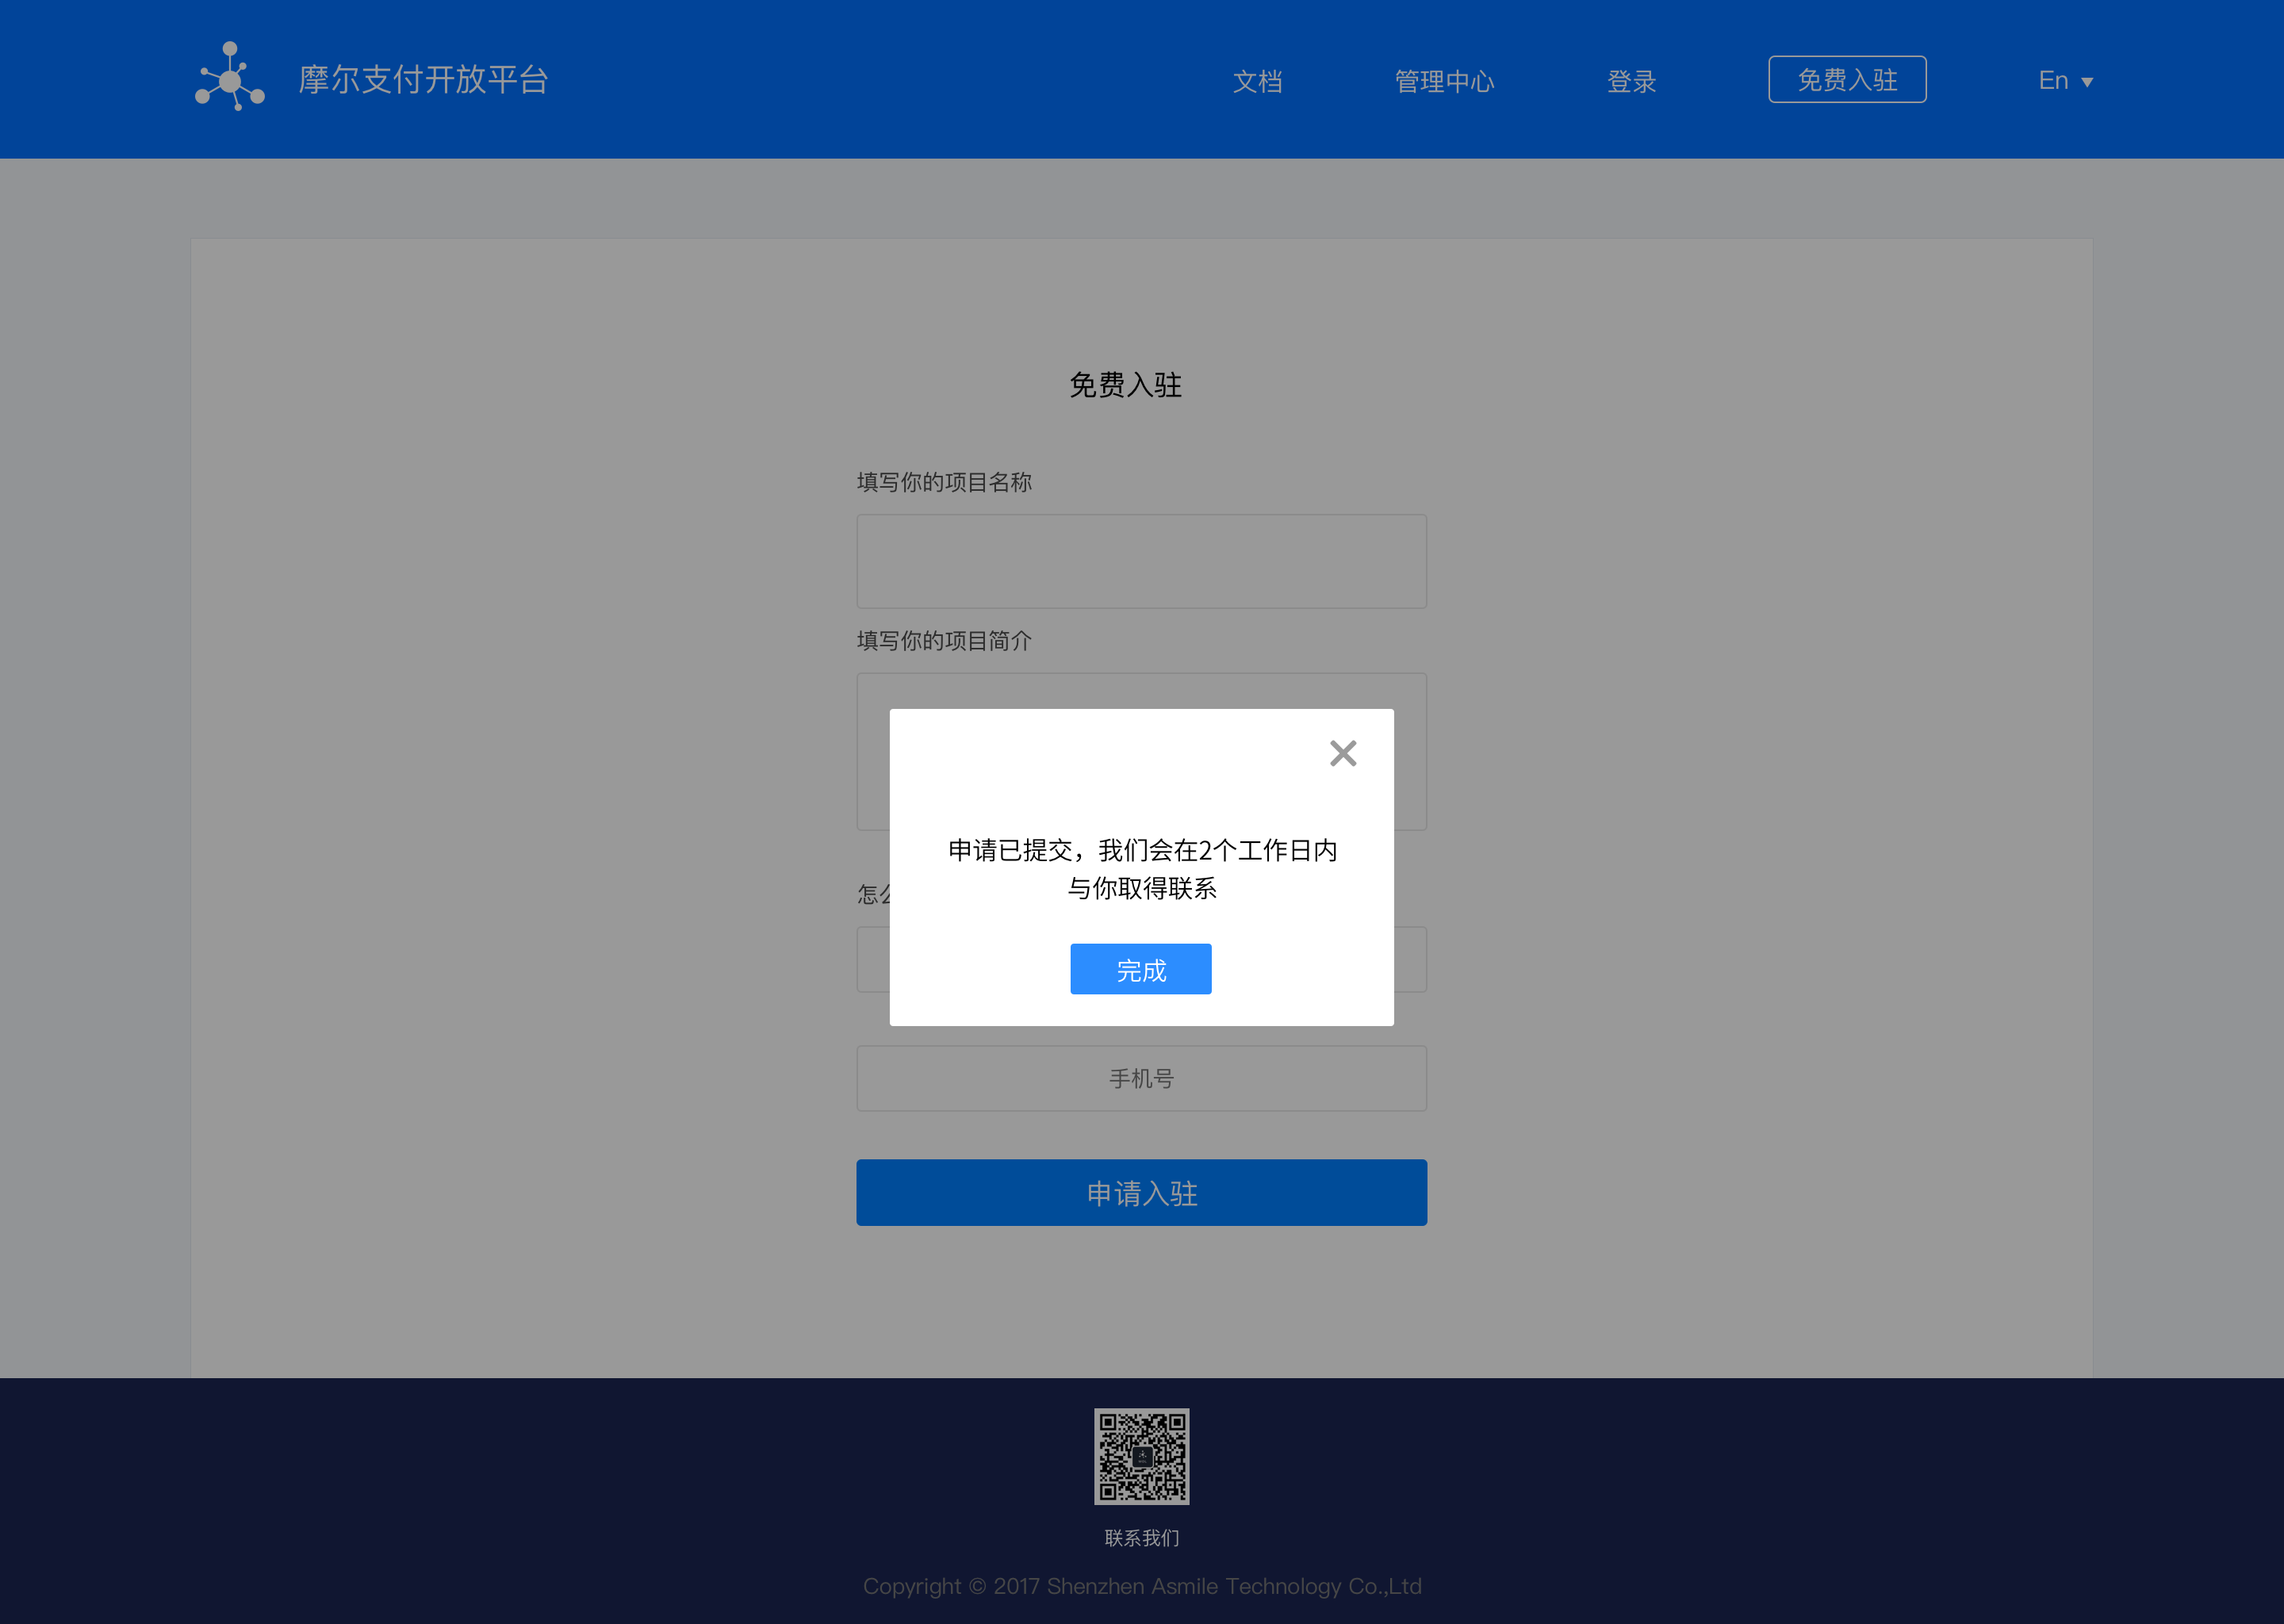 摩尔支付开放平台
文档
管理中心
登录
免费入驻
En
免费入驻
填写你的项目名称
填写你的项目简介
申请已提交，我们会在2个工作日内
与你取得联系
怎么
完成
手机号
申请入驻
联系我们
Copyright © 2017 Shenzhen Asmile Technology Co.,Ltd